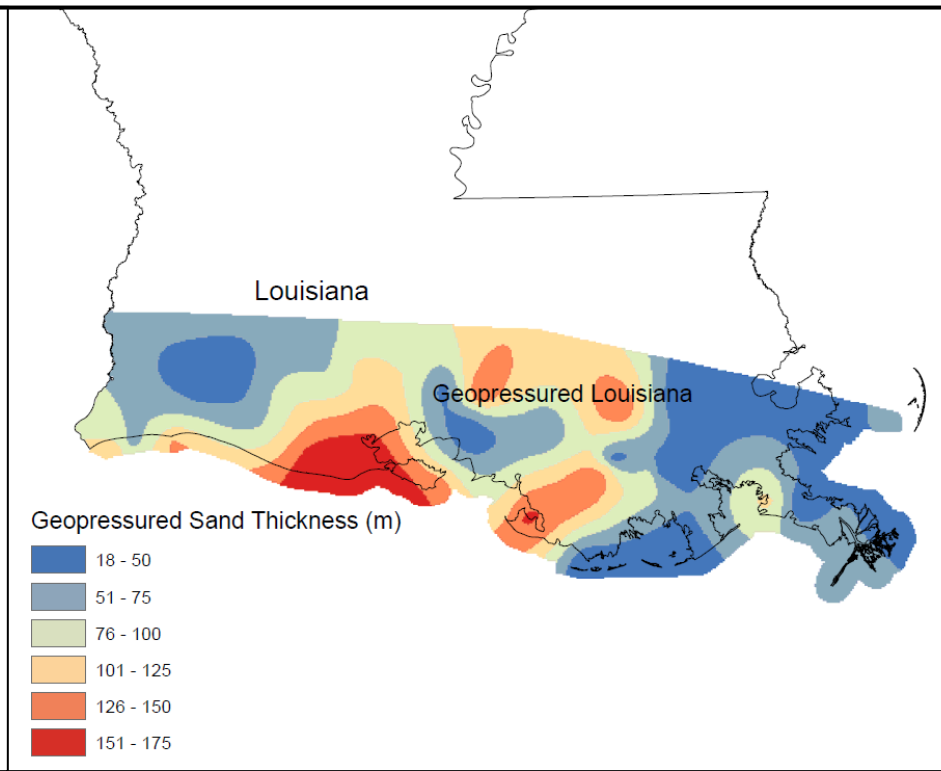 Louisiana
Geopressured Louisiana
Geopressured Sand Thickness (m)
18 - 50
51 - 75
76 - 100
101 - 125
126 - 150
151 - 175